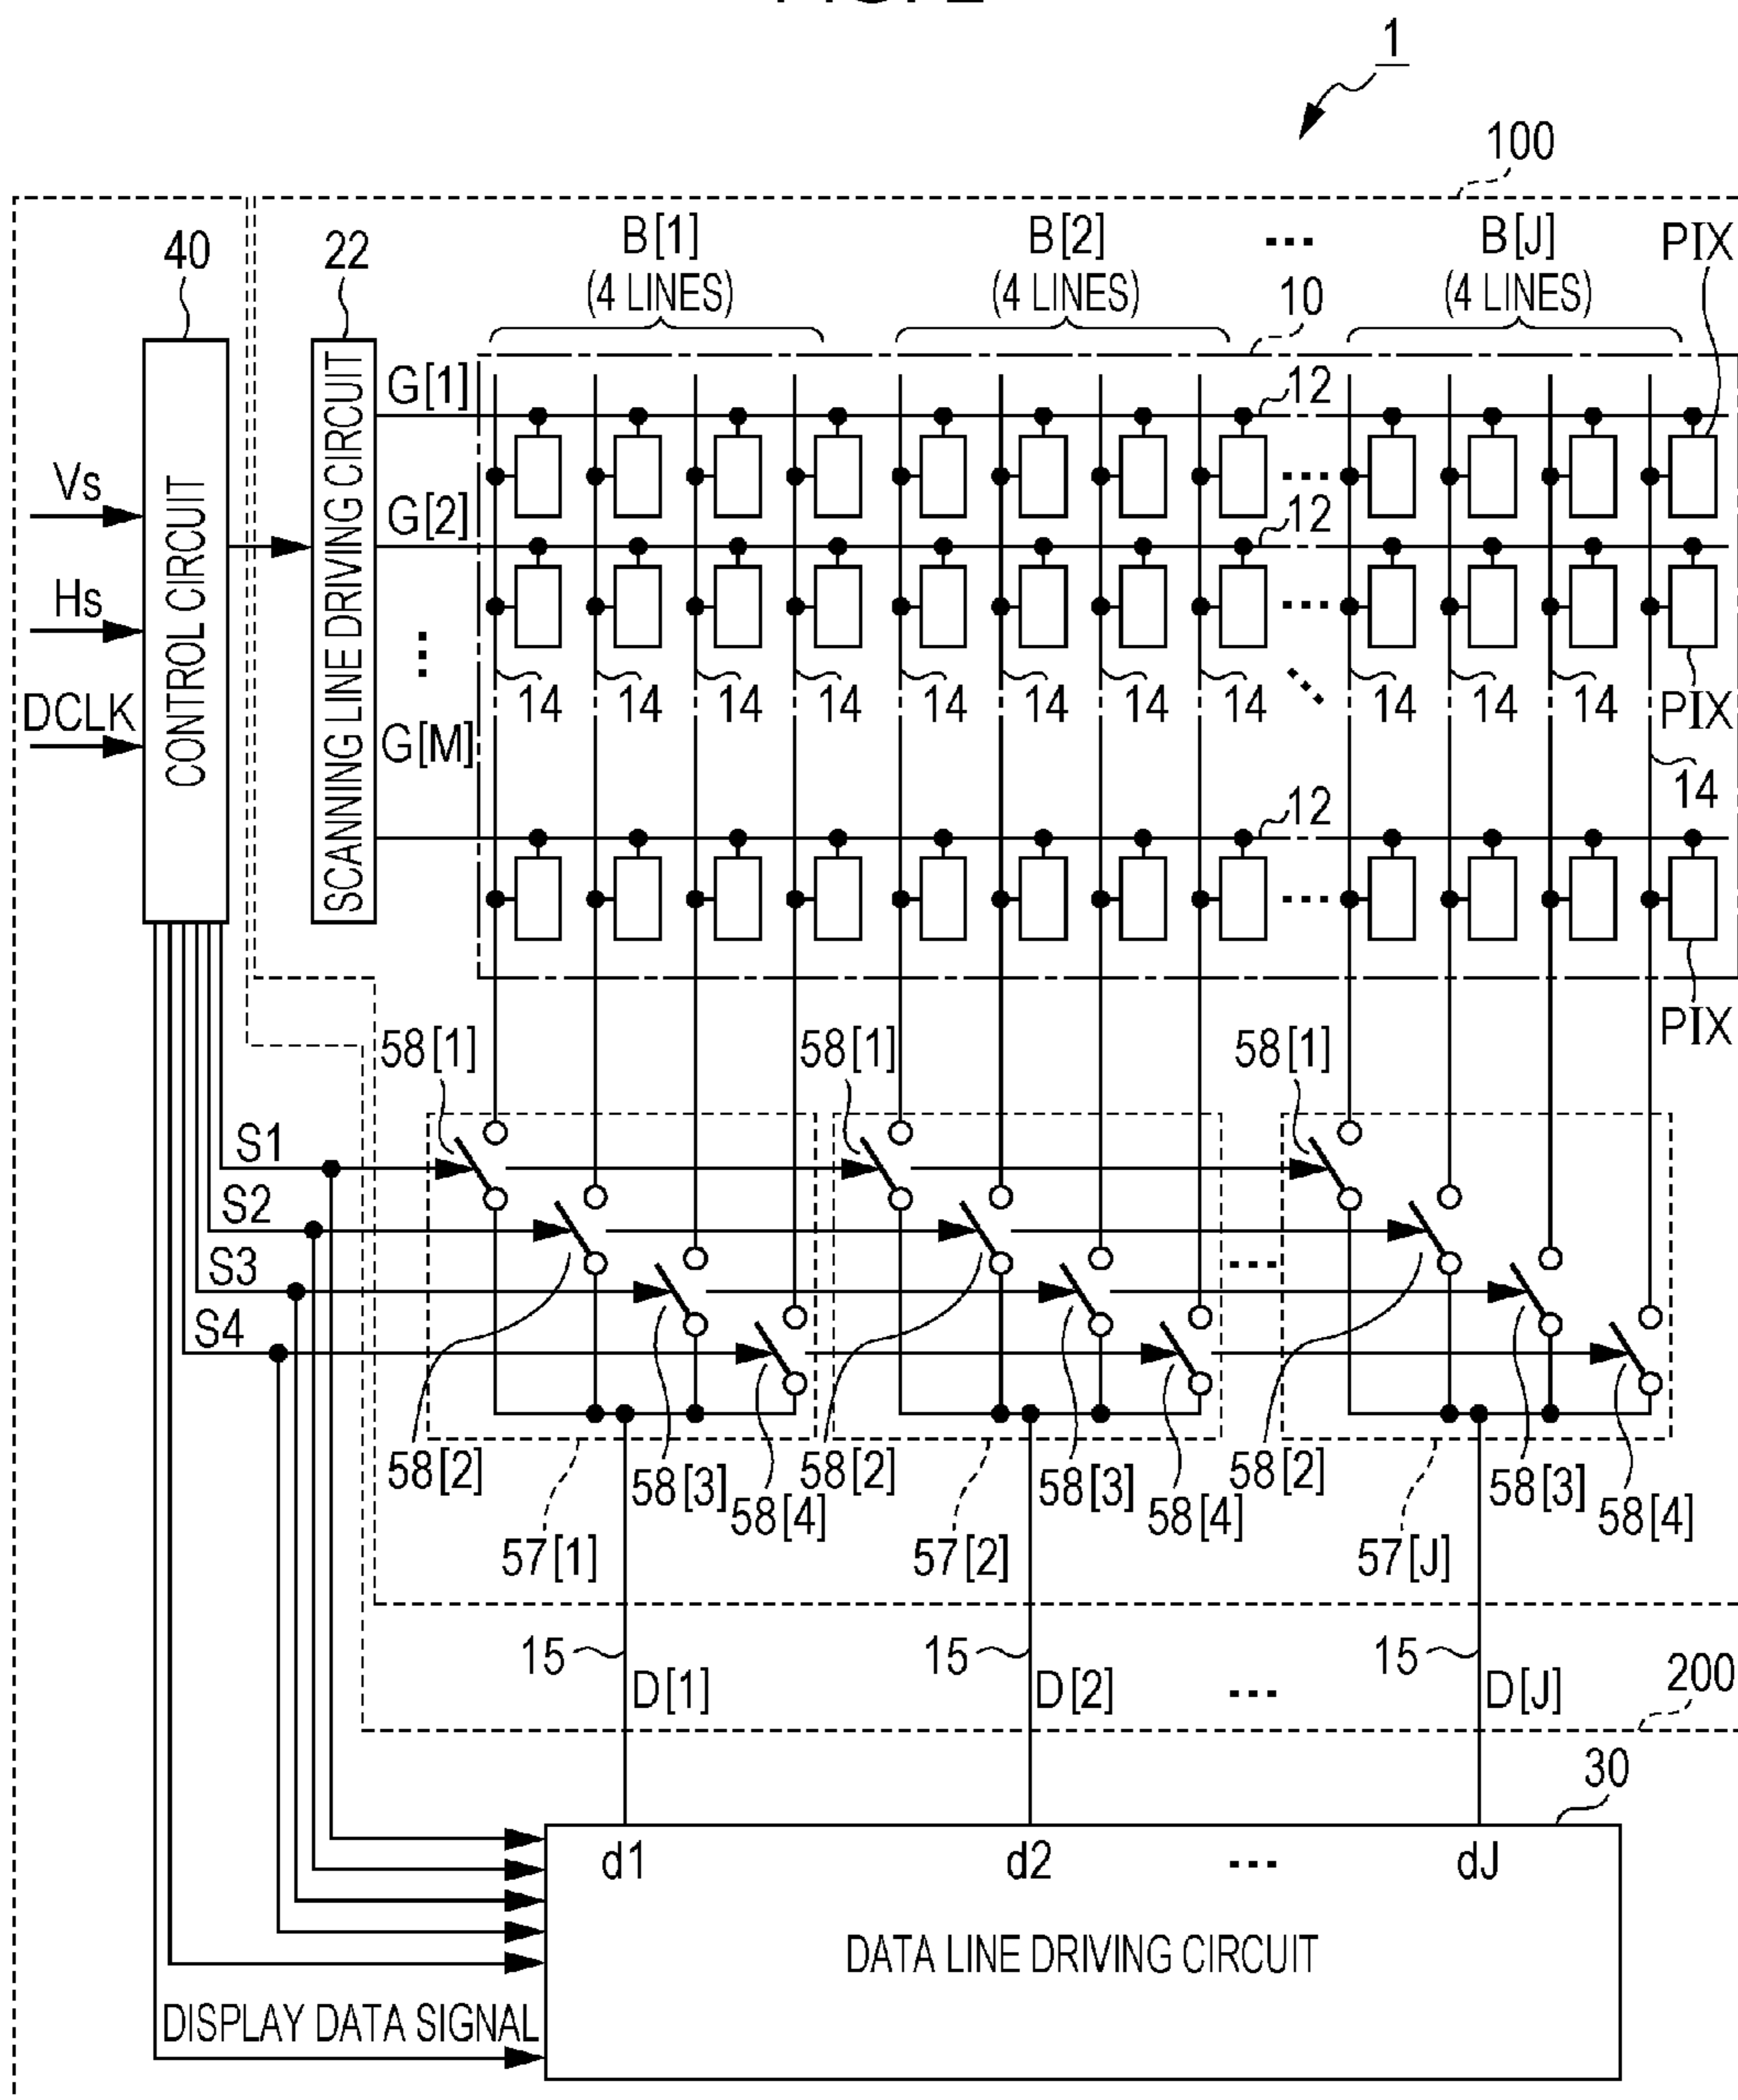 1
100
B[1] B[2] ... B[J] PIX
40 22 (4 LINES) (4 LINES) 10 (4 LINES)
G[1] 12
Vs G[2] 12
Hs
CONTROL CIRCUIT
SCANNING LINE DRIVING CIRCUIT
... ... ...
DCLK 14 14 14 14 14 14 14 14 14 14 14 PIX
G[M] 14
12
...
PIX
58[1] 58[1] 58[1]
S1
S2
S3 ...
S4
58[2] 58[3] 58[4] 58[2] 58[3] 58[4] 58[2] 58[3] 58[4]
57[1] 57[2] 57[J]
15 15 15 200
D[1] D[2] ... D[J]
30
d1 d2 ... dJ
DATA LINE DRIVING CIRCUIT
DISPLAY DATA SIGNAL